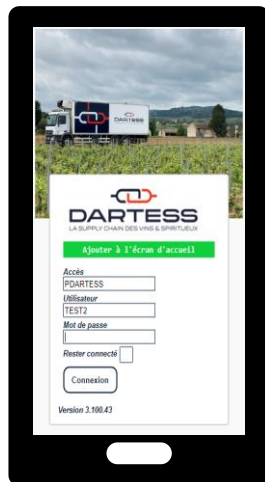 DARTESS
DARTESS
LA SUPPLY CHAIN DES VINS & SPIRITUEUX
Ajouter à l'écran d'accueil
Accès
PDARTESS
Utilisateur
TEST2
Mot de passe
Rester connecté
Connexion
Version 3.100.43